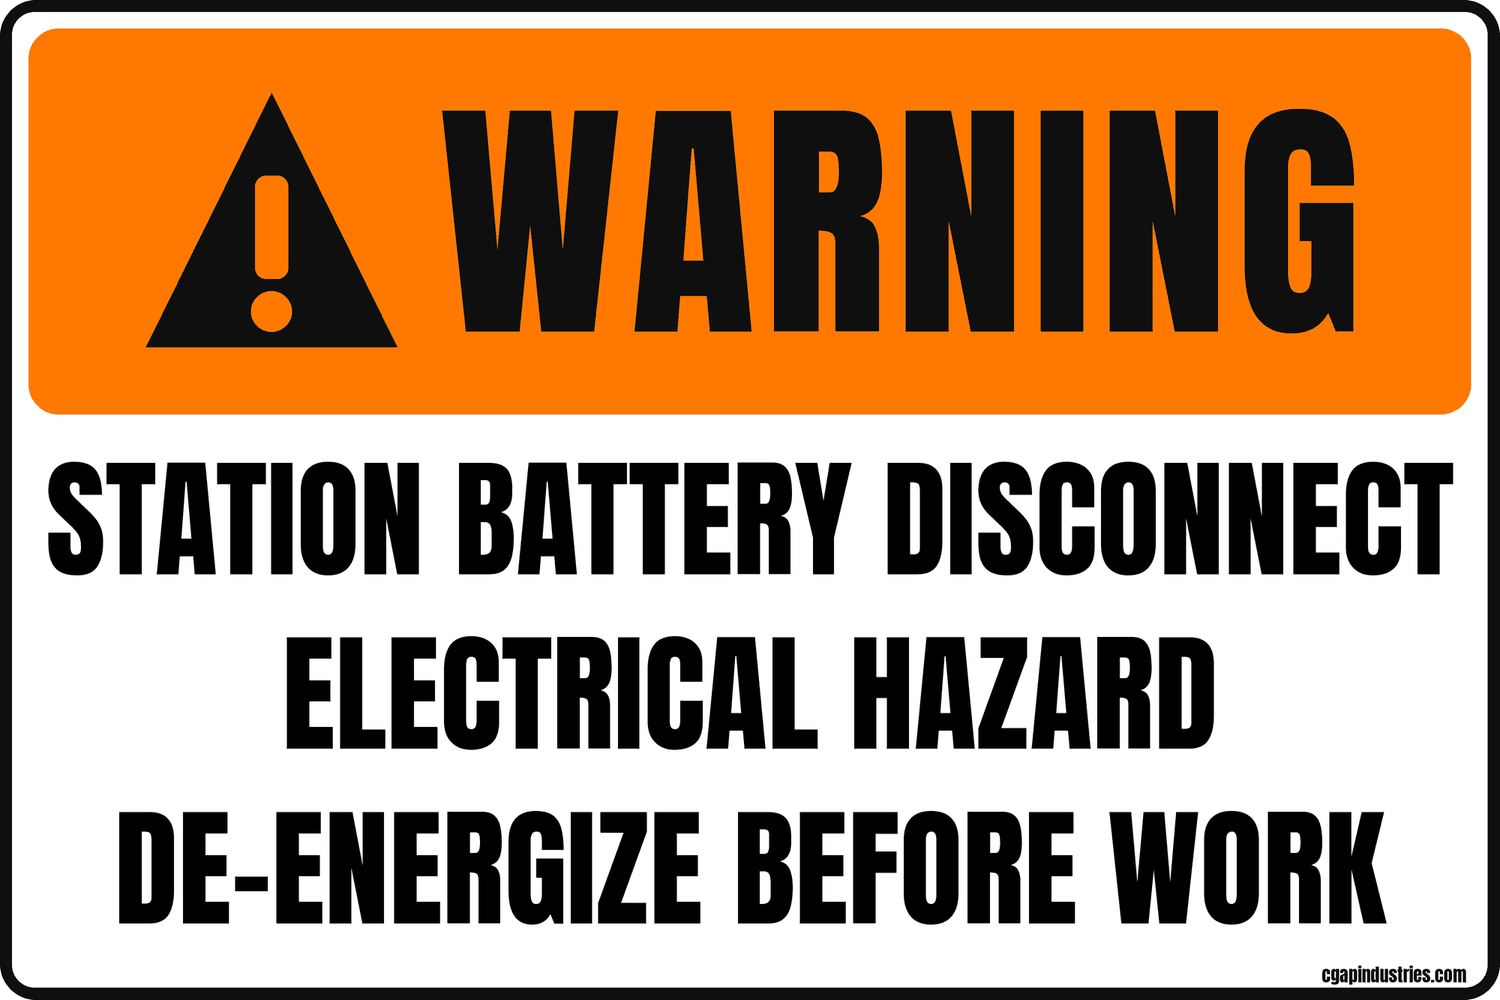 WARNING
STATION BATTERY DISCONNECT
ELECTRICAL HAZARD
DE-ENERGIZE BEFORE WORK
cgapindustries.com